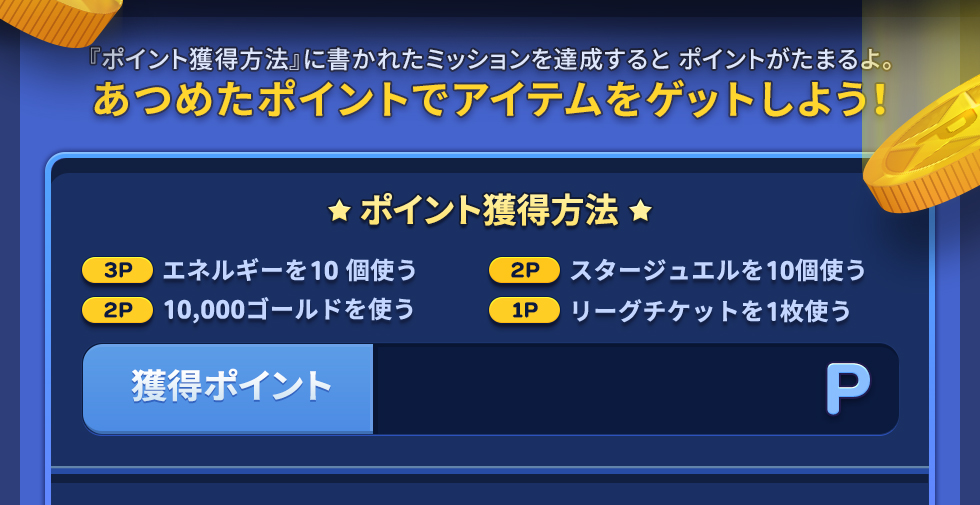 『ポイント獲得方法』に書かれたミッションを達成すると ポイントがたまるよ。
あつめたポイントでアイテムをゲットしよう！
★ ポイント獲得方法 ★
3P エネルギーを10 個使う
2P スタージュエルを10個使う
2P 10,000ゴールドを使う
1P リーグチケットを1枚使う
獲得ポイント
P